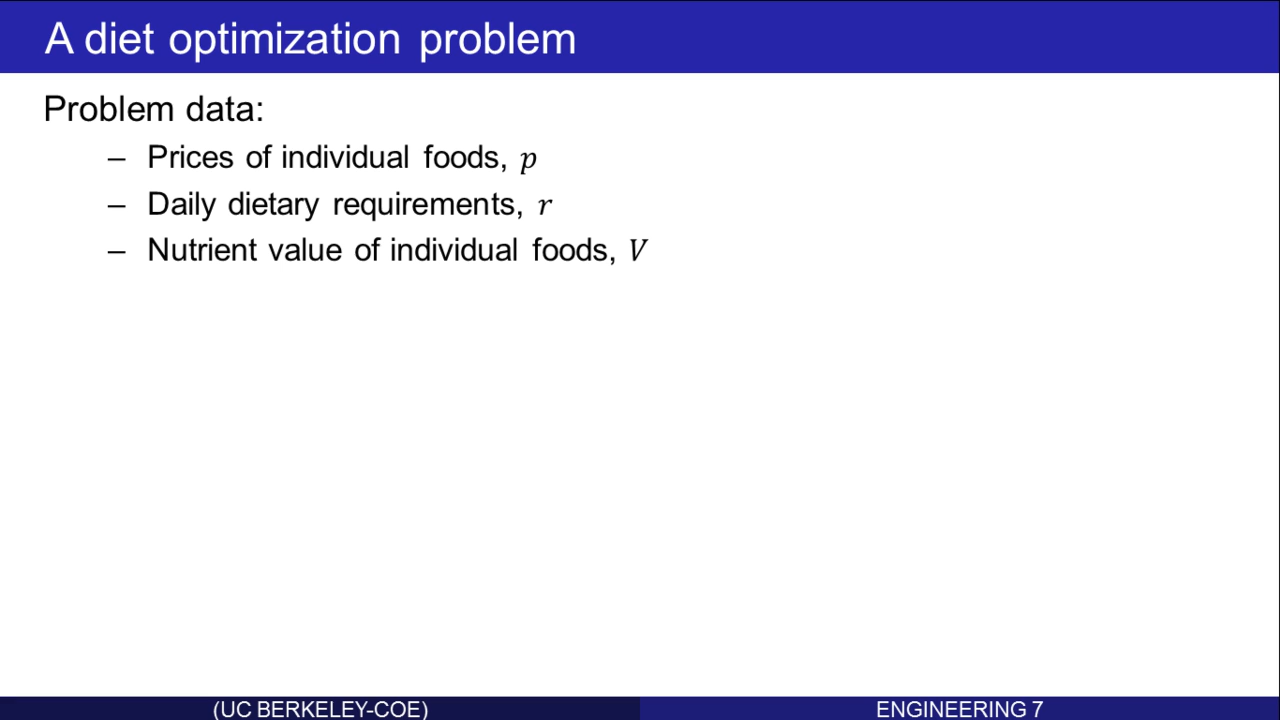 A diet optimization problem
Problem data:
– Prices of individual foods, p
– Daily dietary requirements, r
– Nutrient value of individual foods, V
(UC BERKELEY-COE)
ENGINEERING 7